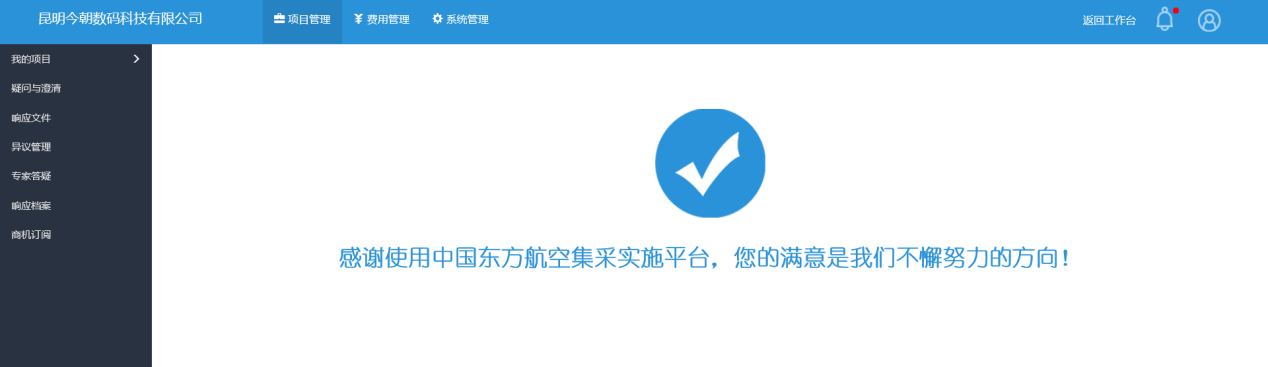 昆明今朝数码科技有限公司
项目管理
费用管理
系统管理
返回工作台
我的项目
疑问与澄清
响应文件
异议管理
专家答疑
响应档案
商机订阅
感谢使用中国东方航空集采实施平台，您的满意是我们不懈努力的方向！